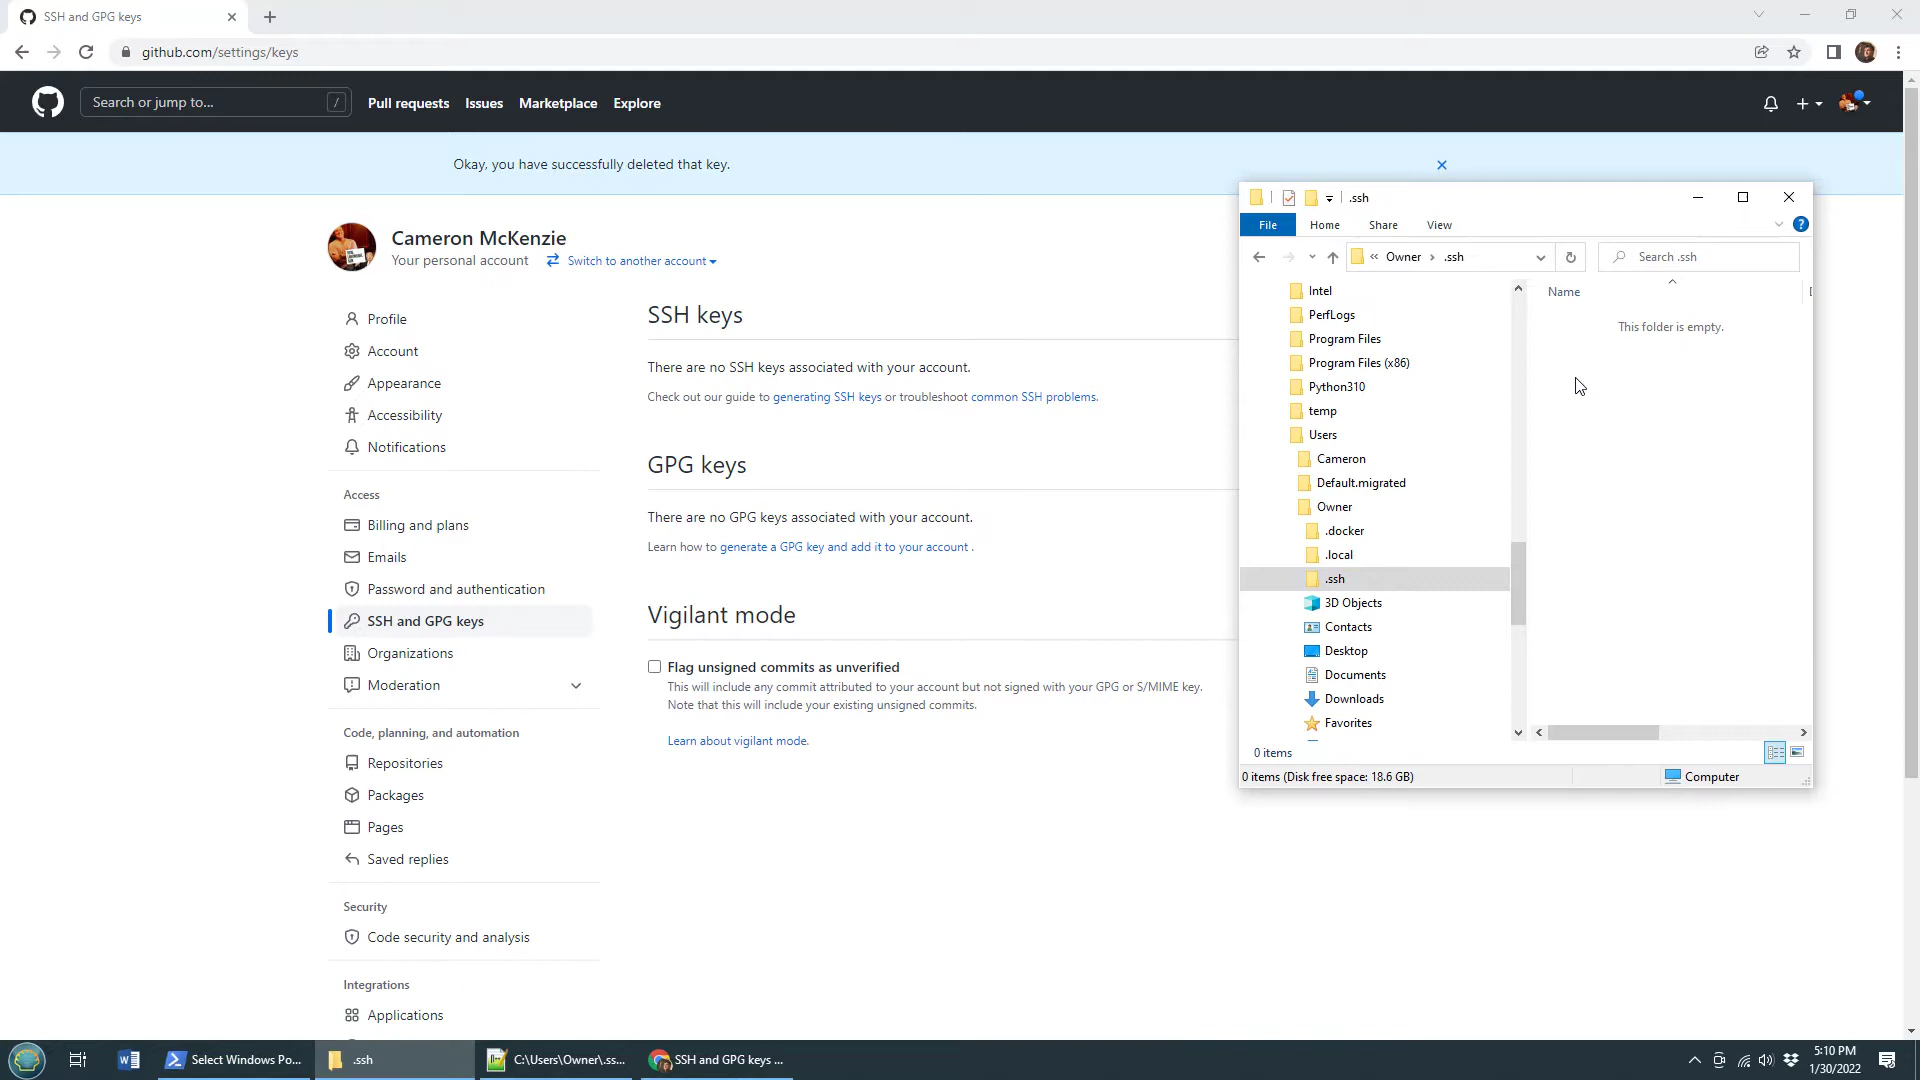 SSH and GPG keys
github.com/settings/keys
Search or jump to...
/
Pull requests
Issues
Marketplace
Explore
Okay, you have successfully deleted that key.
Cameron McKenzie
Your personal account
Switch to another account
Profile
Account
Appearance
Accessibility
Notifications
Access
Billing and plans
Emails
Password and authentication
SSH and GPG keys
Organizations
Moderation
Code, planning, and automation
Repositories
Packages
Pages
Saved replies
Security
Code security and analysis
Integrations
Applications
SSH keys
There are no SSH keys associated with your account.
Check out our guide to generating SSH keys or troubleshoot common SSH problems.
GPG keys
There are no GPG keys associated with your account.
Learn how to generate a GPG key and add it to your account .
Vigilant mode
Flag unsigned commits as unverified
This will include any commit attributed to your account but not signed with your GPG or S/MIME key.
Note that this will include your existing unsigned commits.
Learn about vigilant mode.
.ssh
File
Home
Share
View
« Owner › .ssh
Search .ssh
Intel
PerfLogs
Program Files
Program Files (x86)
Python310
temp
Users
Cameron
Default.migrated
Owner
.docker
.local
.ssh
3D Objects
Contacts
Desktop
Documents
Downloads
Favorites
Name
This folder is empty.
0 items
0 items (Disk free space: 18.6 GB)
Computer
Select Windows Po...
.ssh
C:\Users\Owner\.ss...
SSH and GPG keys ...
5:10 PM
1/30/2022